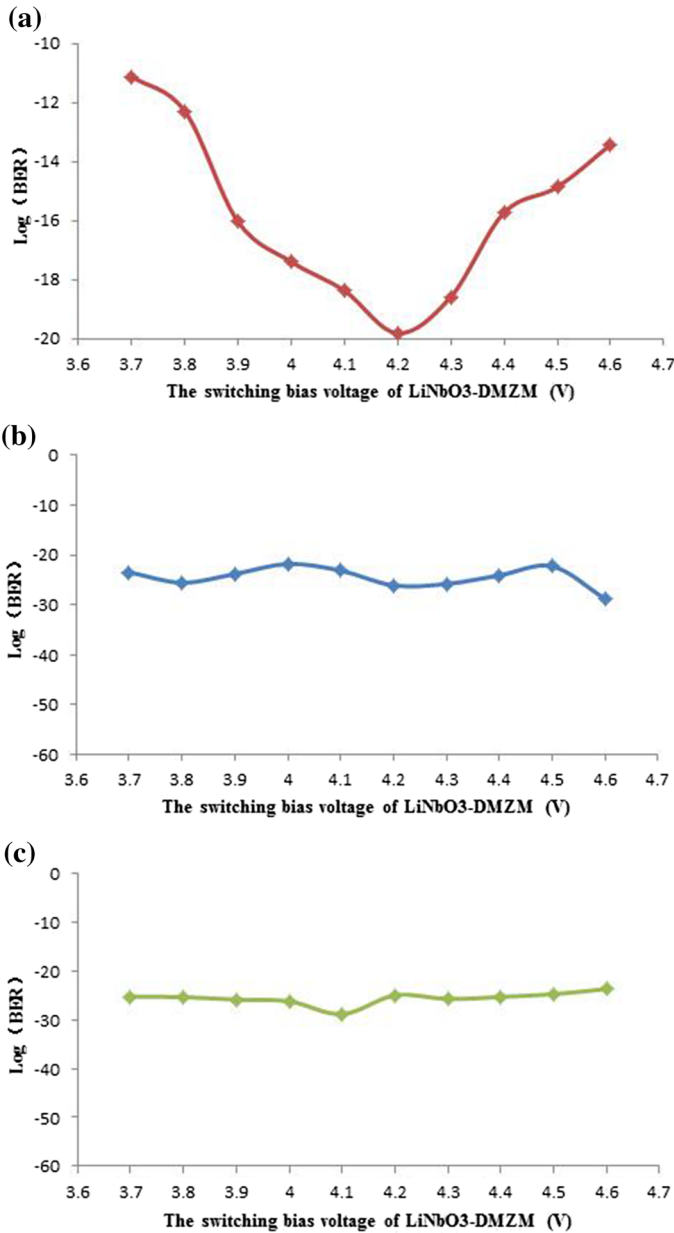 (a)
-10
-12
-14
-16
-18
-20
Log (BER)
3.6 3.7 3.8 3.9 4 4.1 4.2 4.3 4.4 4.5 4.6 4.7
The switching bias voltage of LiNbO3-DMZM (V)
(b)
0
-10
-20
-30
-40
-50
-60
Log (BER)
3.6 3.7 3.8 3.9 4 4.1 4.2 4.3 4.4 4.5 4.6 4.7
The switching bias voltage of LiNbO3-DMZM (V)
(c)
0
-10
-20
-30
-40
-50
-60
Log (BER)
3.6 3.7 3.8 3.9 4 4.1 4.2 4.3 4.4 4.5 4.6 4.7
The switching bias voltage of LiNbO3-DMZM (V)